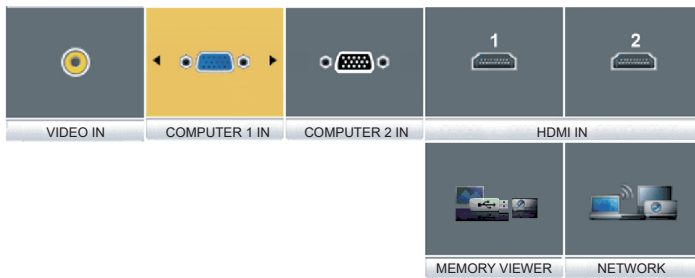 1 2
VIDEO IN COMPUTER 1 IN COMPUTER 2 IN HDMI IN
MEMORY VIEWER NETWORK